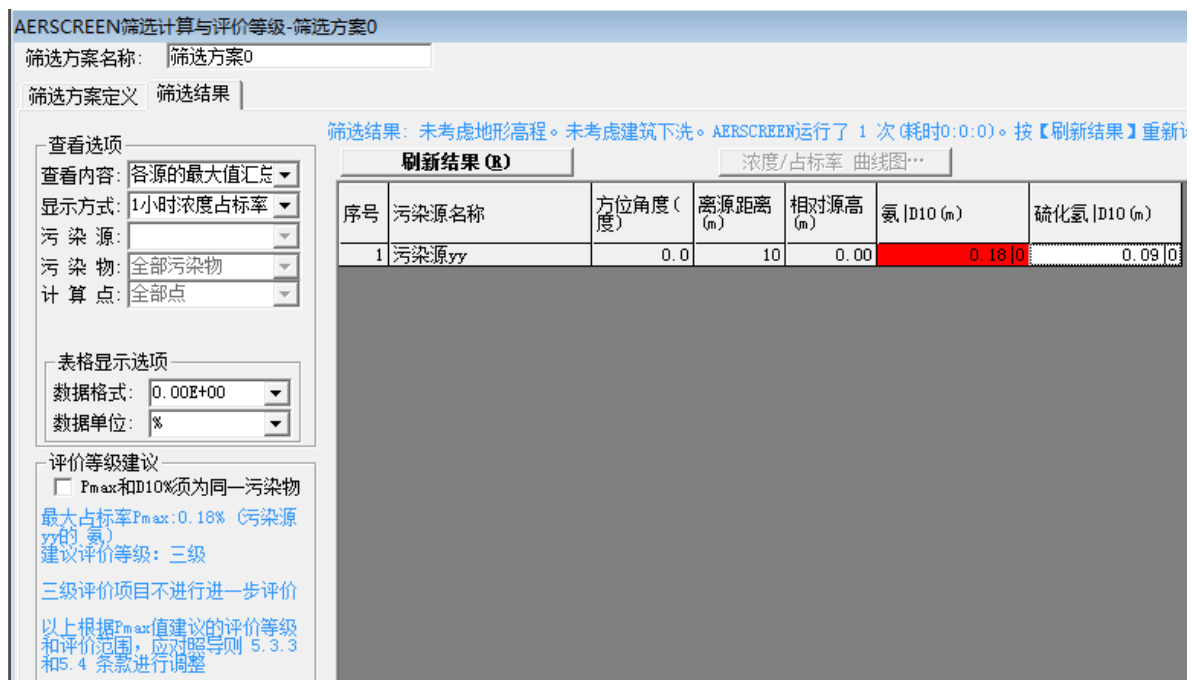 AERSCREEN筛选计算与评价等级-筛选方案0
筛选方案名称: 筛选方案0
筛选方案定义 筛选结果
查看选项
查看内容: 各源的最大值汇总
显示方式: 1小时浓度占标率
污 染 源:
污 染 物: 全部污染物
计 算 点: 全部点
表格显示选项
数据格式: 0.00E+00
数据单位: %
评价等级建议
Pmax和D10%须为同一污染物
最大占标率Pmax:0.18% (污染源
yy的 氨)
建议评价等级: 三级
三级评价项目不进行进一步评价
以上根据Pmax值建议的评价等级
和评价范围,应对照导则 5.3.3
和5.4 条款进行调整
筛选结果: 未考虑地形高程。未考虑建筑下洗。AERSCREEN运行了 1 次(耗时0:0:0)。按【刷新结果】重新
刷新结果(R)
浓度/占标率 曲线图…
序号 污染源名称 方位角度(度) 离源距离(m) 相对源高(m) 氨|D10(m) 硫化氢|D10(m)
1 污染源yy 0.0 10 0.00 0.18|0 0.09|0